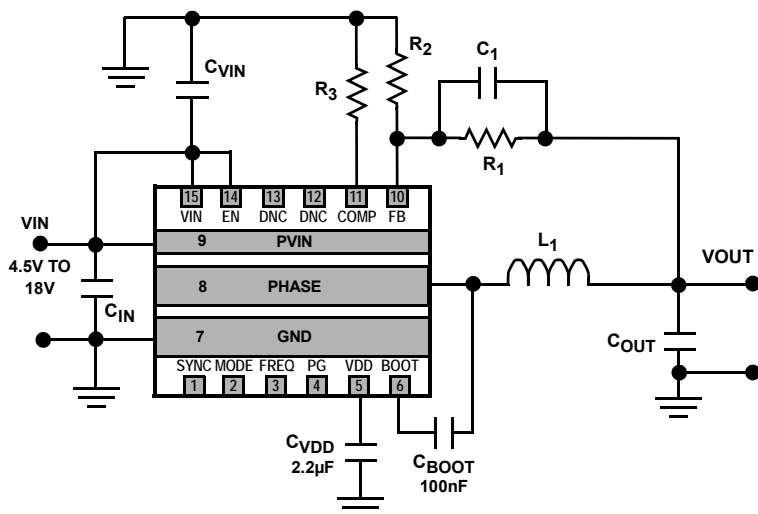 CVIN
R3
R2
C1
R1
15 14 13 12 11 10
VIN EN DNC DNC COMP FB
VIN
4.5V TO
18V
CIN
9 PVIN
8 PHASE
7 GND
SYNC MODE FREQ PG VDD BOOT
1 2 3 4 5 6
L1
VOUT
COUT
CVDD
2.2µF
CBOOT
100nF